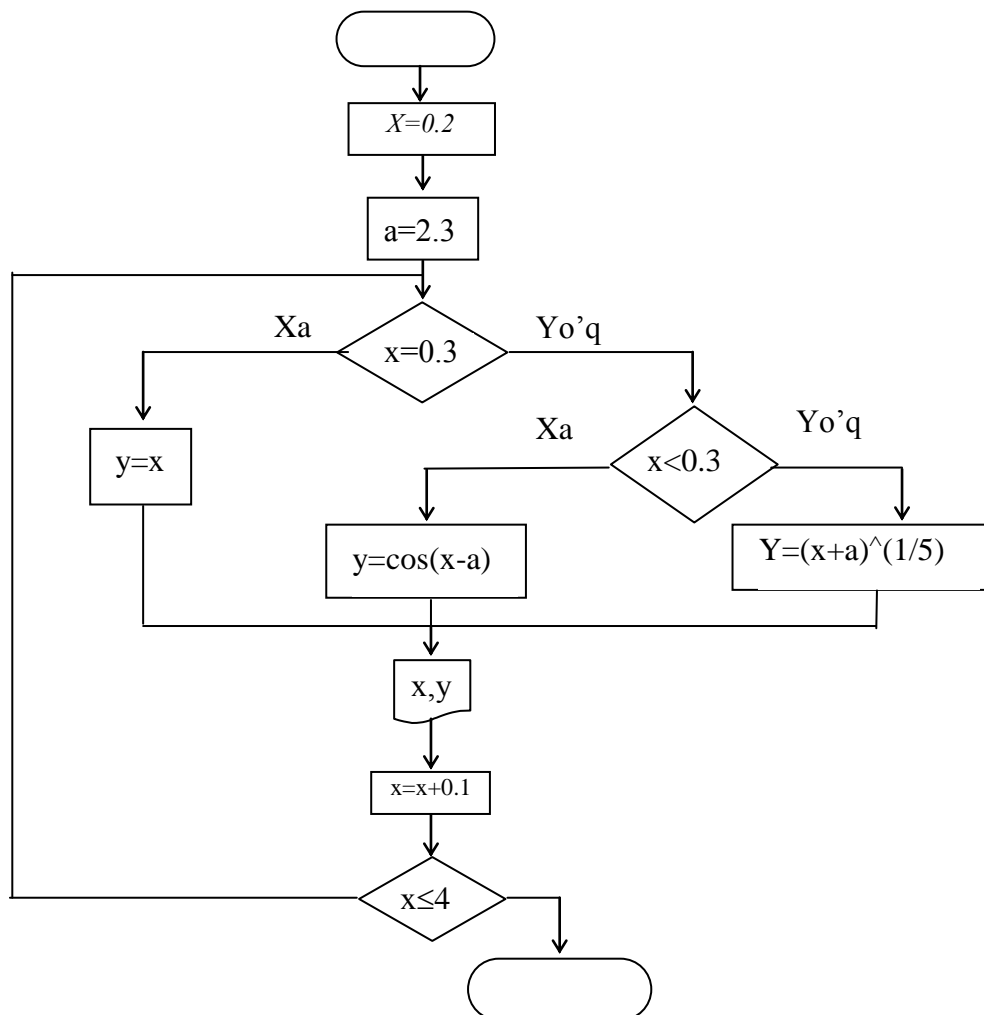 X=0.2
a=2.3
Xa
Yo’q
x=0.3
Xa
Yo’q
y=x
x<0.3
y=cos(x-a)
Y=(x+a)^(1/5)
x,y
x=x+0.1
x≤4